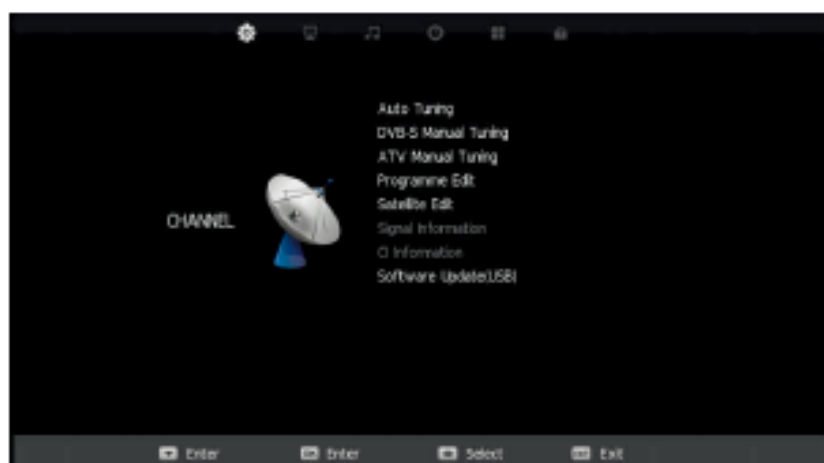 Auto Tuning
DVB-S Manual Tuning
ATV Manual Tuning
Programme Edit
Satellite Edit
CHANNEL
Signal Information
CI Information
Software Update(USB)
Enter Enter Select Exit